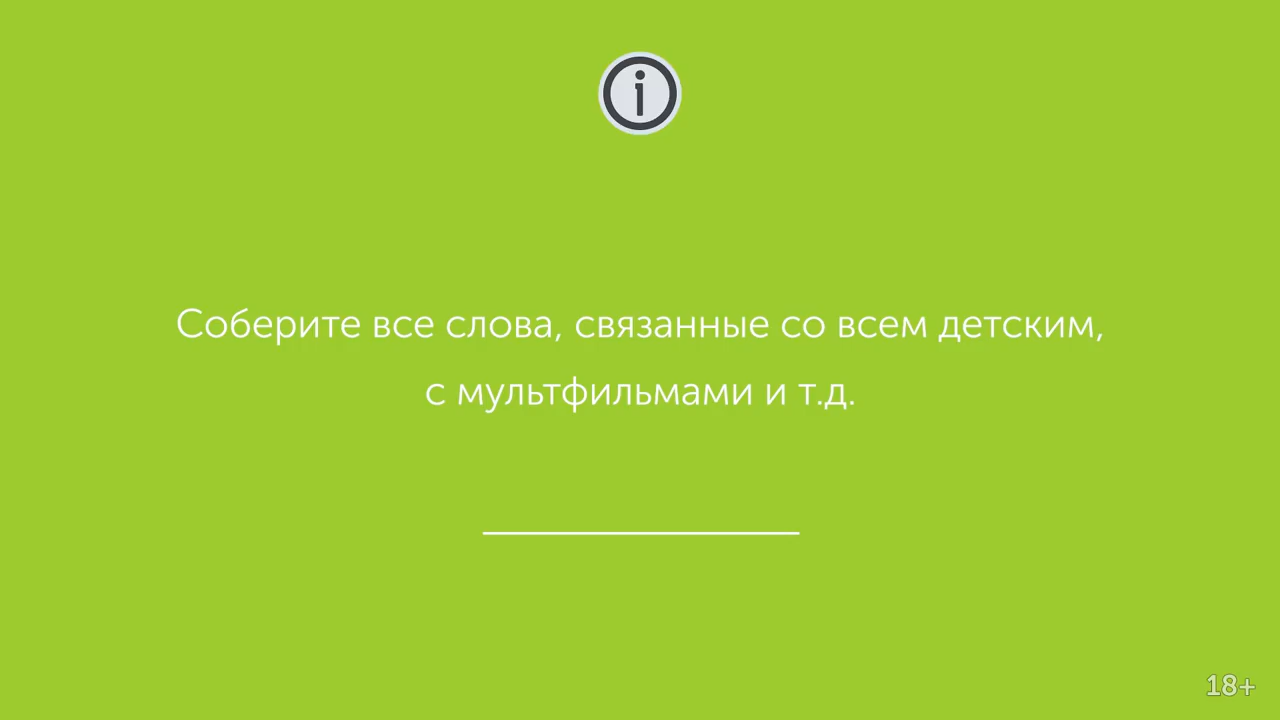 Соберите все слова, связанные со всем детским,
с мультфильмами и т.д.
18+